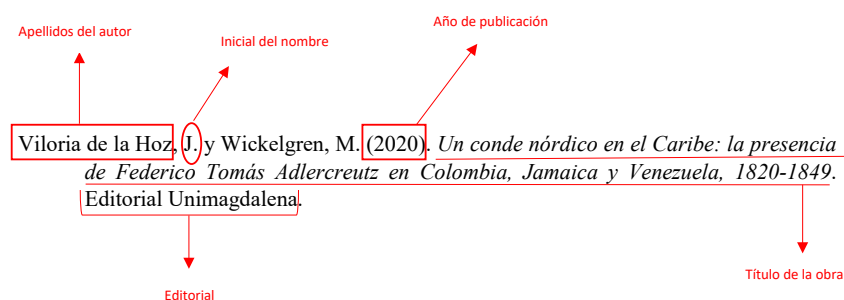 Año de publicación
Apellidos del autor
Inicial del nombre
Viloria de la Hoz, J. y Wickelgren, M. (2020). Un conde nórdico en el Caribe: la presencia
de Federico Tomás Adlercreutz en Colombia, Jamaica y Venezuela, 1820-1849.
Editorial Unimagdalena.
Título de la obra
Editorial